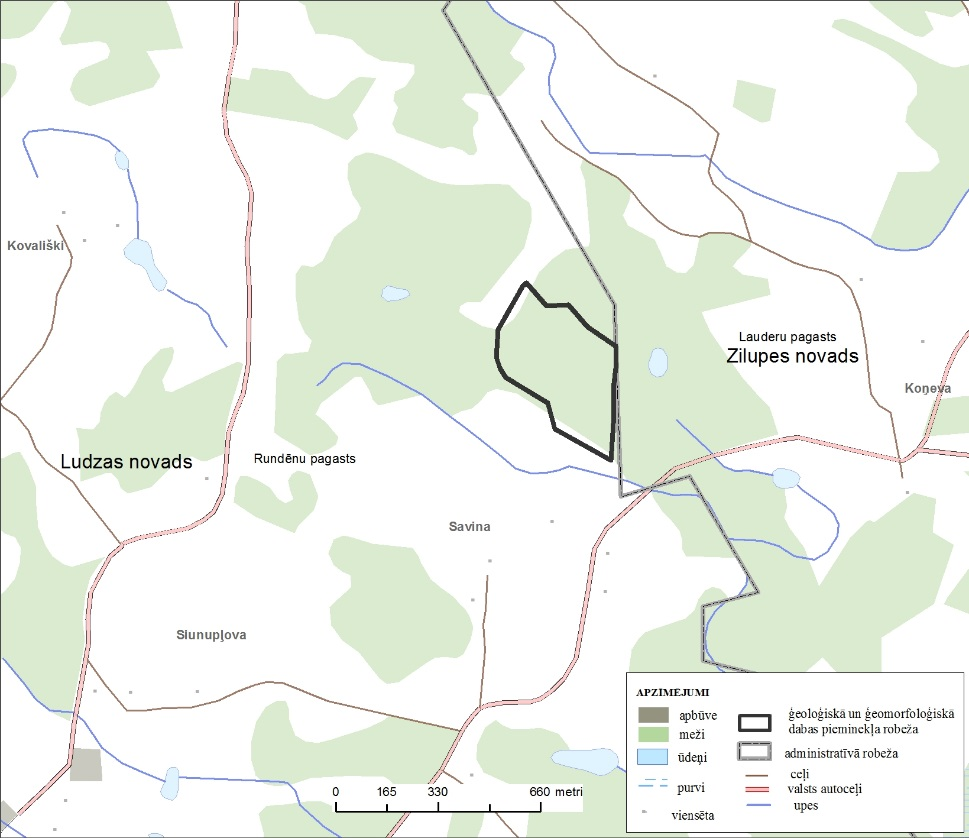 Kovališki
Lauderu pagasts
Zilupes novads
Koņeva
Ludzas novads
Rundēnu pagasts
Savina
Siunupļova
0 165 330 660 metri
APZĪMĒJUMI
apbūve
meži
ūdeņi
purvi
viensēta
ģeoloģiskā un ģeomorfoloģiskā
dabas pieminekļa robeža
administratīvā robeža
ceļi
valsts autoceļi
upes